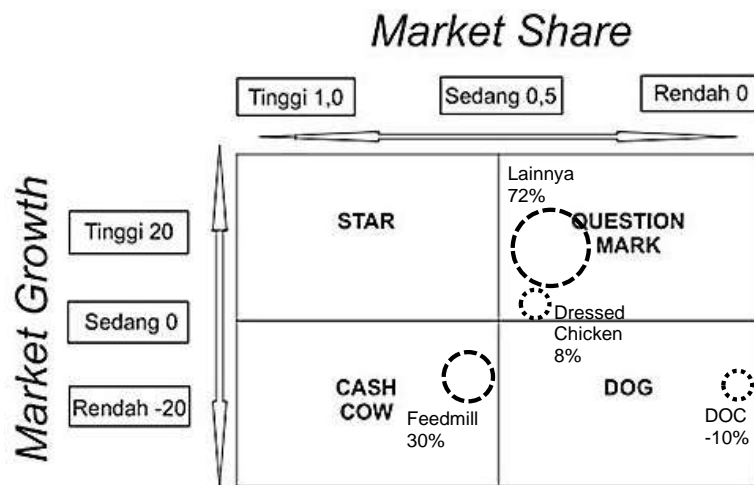 Market Share
Tinggi 1,0
Sedang 0,5
Rendah 0
Market Growth
Tinggi 20
Sedang 0
Rendah -20
STAR
Lainnya
72%
QUESTION
MARK
Dressed
Chicken
8%
CASH
COW
Feedmill
30%
DOG
DOC
-10%